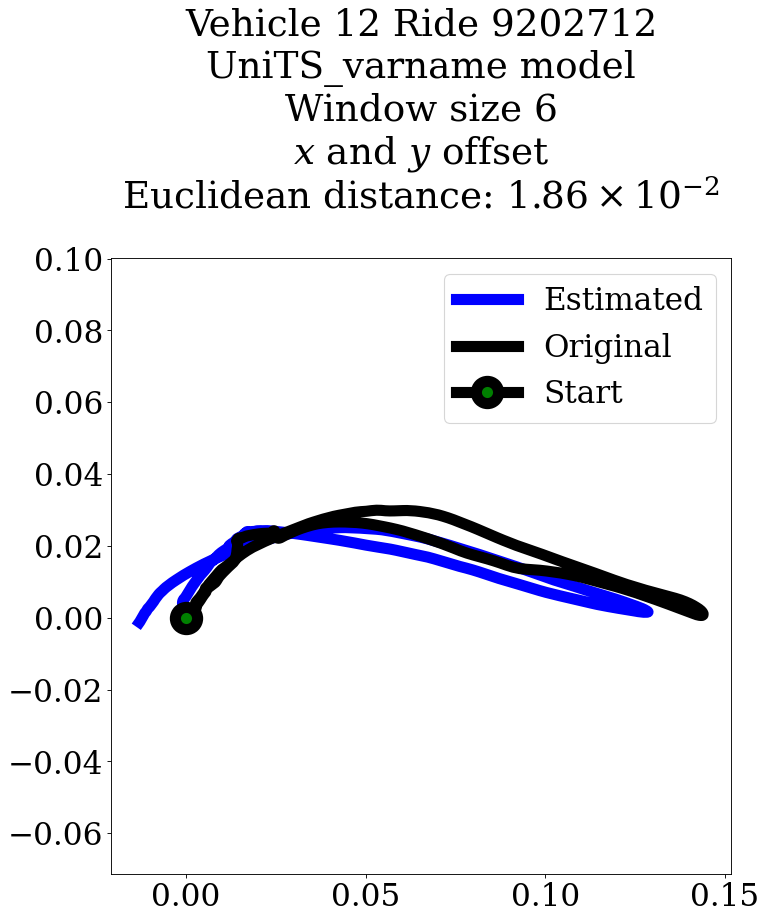 Vehicle 12 Ride 9202712
UniTS_varname model
Window size 6
x and y offset
Euclidean distance: 1.86 × 10⁻²
0.10
0.08
0.06
0.04
0.02
0.00
−0.02
−0.04
−0.06
Estimated
Original
Start
0.00 0.05 0.10 0.15